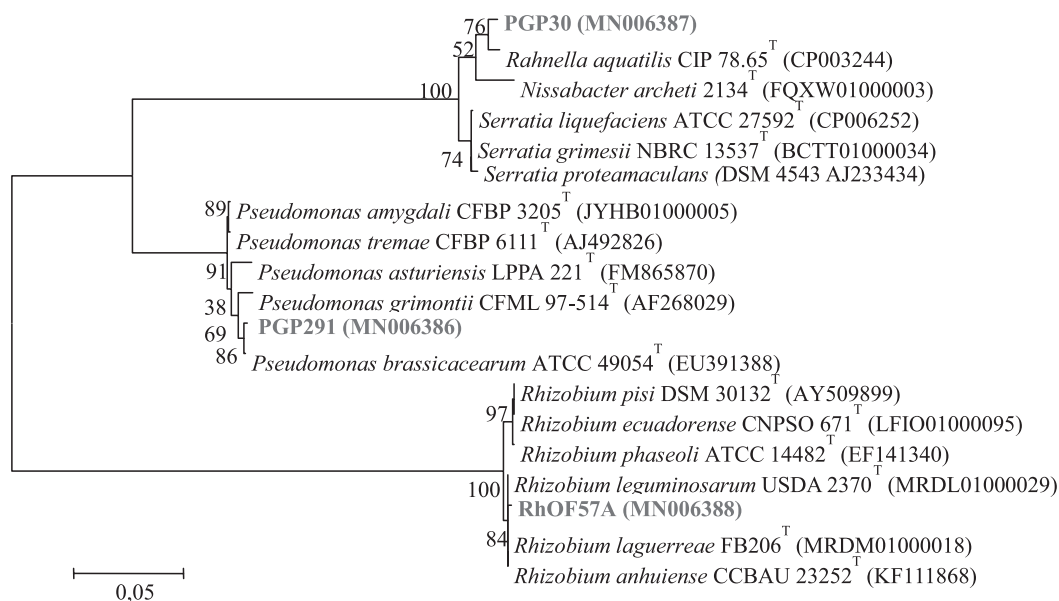 76
PGP30 (MN006387)
52
Rahnella aquatilis CIP 78.65T (CP003244)
100
Nissabacter archeti 2134T (FQXW01000003)
Serratia liquefaciens ATCC 27592T (CP006252)
74
Serratia grimesii NBRC 13537T (BCTT01000034)
Serratia proteamaculans (DSM 4543 AJ233434)
89
Pseudomonas amygdali CFBP 3205T (JYHB01000005)
Pseudomonas tremae CFBP 6111T (AJ492826)
91
Pseudomonas asturiensis LPPA 221T (FM865870)
38
Pseudomonas grimontii CFML 97-514T (AF268029)
69
PGP291 (MN006386)
86
Pseudomonas brassicacearum ATCC 49054T (EU391388)
Rhizobium pisi DSM 30132T (AY509899)
97
Rhizobium ecuadorense CNPSO 671T (LFIO01000095)
Rhizobium phaseoli ATCC 14482T (EF141340)
100
Rhizobium leguminosarum USDA 2370T (MRDL01000029)
RhOF57A (MN006388)
84
Rhizobium laguerreae FB206T (MRDM01000018)
Rhizobium anhuiense CCBAU 23252T (KF111868)
0,05